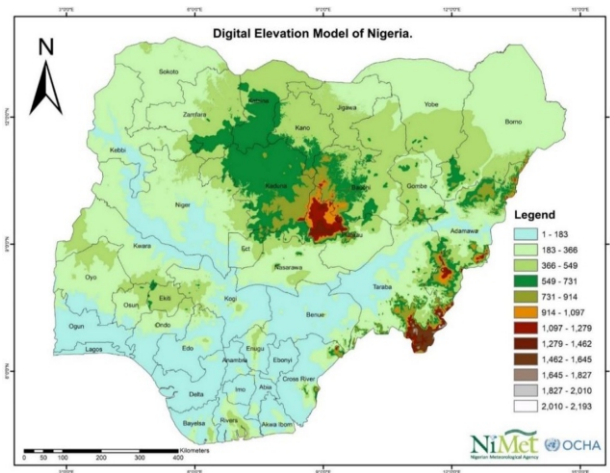 Digital Elevation Model of Nigeria.
N
Sokoto
Zamfara
Kano
Jigawa
Yobe
Borno
Kebbi
Kaduna
Gombe
Niger
Adamawa
Kwara
Nasarawa
Oyo
Taraba
Osun
Ekiti
Kogi
Benue
Ogun
Ondo
Lagos
Edo
Enugu
Anambra
Ebonyi
Cross River
Delta
Imo
Abia
Bayelsa
Rivers
Akwa Ibom
Legend
1 - 183
183 - 366
366 - 549
549 - 731
731 - 914
914 - 1,097
1,097 - 1,279
1,279 - 1,462
1,462 - 1,645
1,645 - 1,827
1,827 - 2,010
2,010 - 2,193
Kilometers
0 50 100 200 300 400
NiMet
Nigerian Meteorological Agency
OCHA